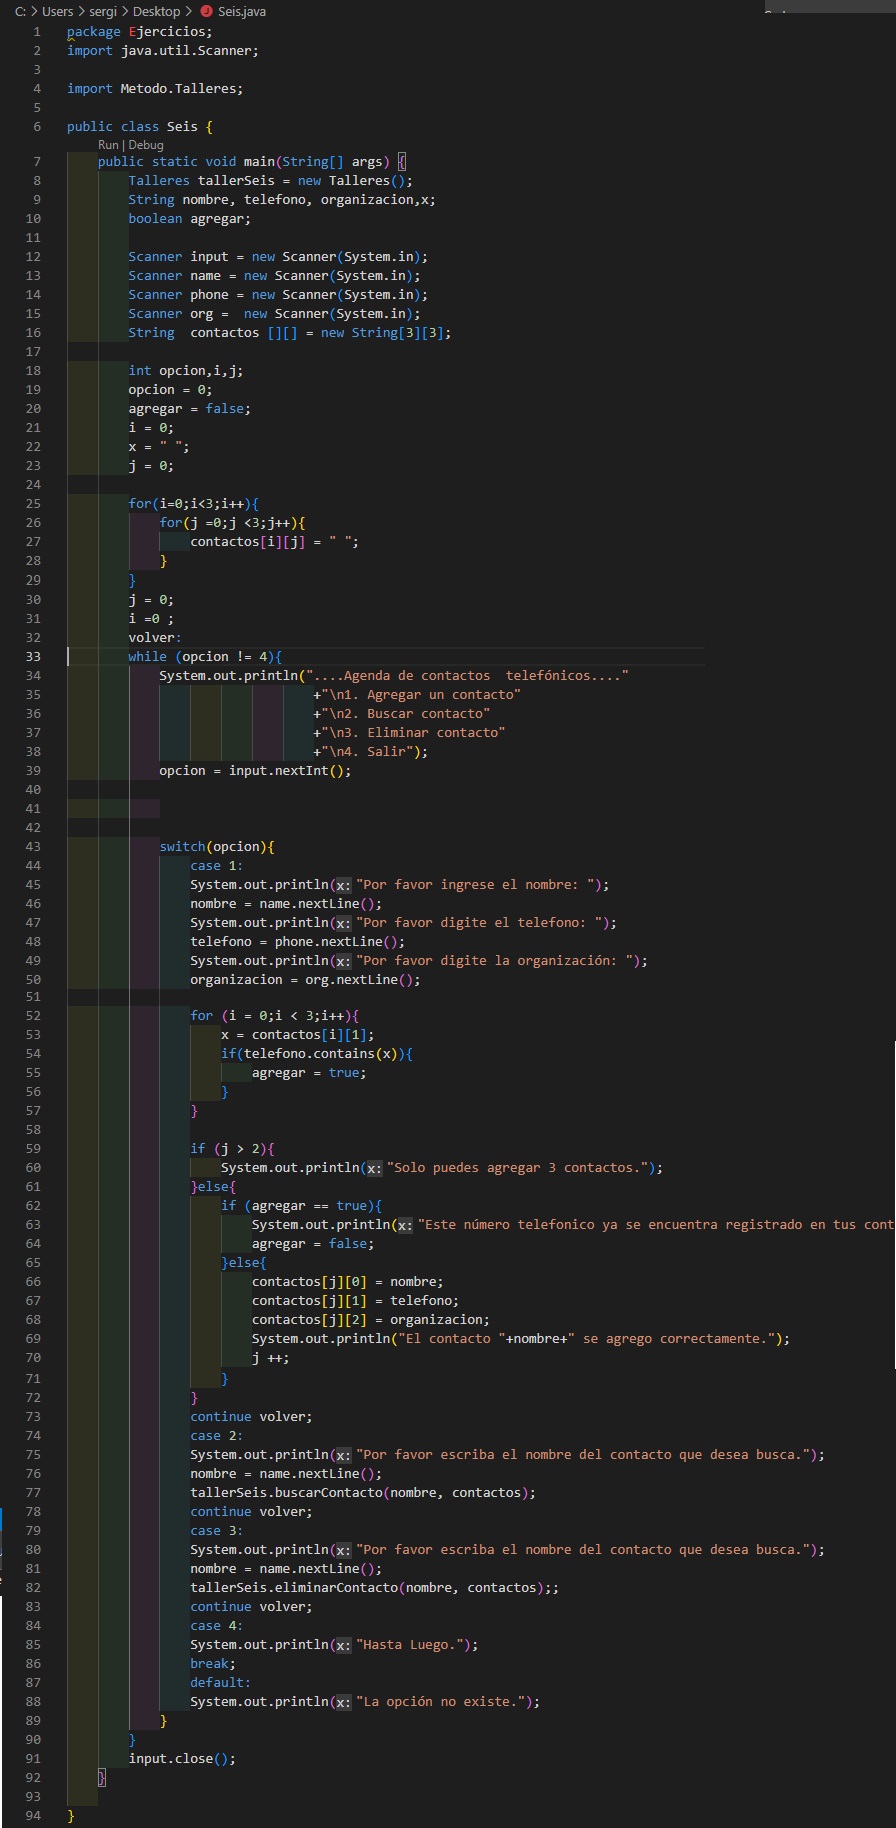 C: > Users > sergi > Desktop > Seis.java
1 package Ejercicios;
2 import java.util.Scanner;
3
4 import Metodo.Talleres;
5
6 public class Seis {
Run | Debug
7 public static void main(String[] args) {
8 Talleres tallerSeis = new Talleres();
9 String nombre, telefono, organizacion,x;
10 boolean agregar;
11
12 Scanner input = new Scanner(System.in);
13 Scanner name = new Scanner(System.in);
14 Scanner phone = new Scanner(System.in);
15 Scanner org =  new Scanner(System.in);
16 String  contactos [][] = new String[3][3];
17
18 int opcion,i,j;
19 opcion = 0;
20 agregar = false;
21 i = 0;
22 x = " ";
23 j = 0;
24
25 for(i=0;i<3;i++){
26 for(j =0;j <3;j++){
27 contactos[i][j] = " ";
28 }
29 }
30 j = 0;
31 i =0 ;
32 volver:
33 while (opcion != 4){
34 System.out.println("....Agenda de contactos  telefónicos...."
35 +"\n1. Agregar un contacto"
36 +"\n2. Buscar contacto"
37 +"\n3. Eliminar contacto"
38 +"\n4. Salir");
39 opcion = input.nextInt();
40
41
42
43 switch(opcion){
44 case 1:
45 System.out.println(x: "Por favor ingrese el nombre: ");
46 nombre = name.nextLine();
47 System.out.println(x: "Por favor digite el telefono: ");
48 telefono = phone.nextLine();
49 System.out.println(x: "Por favor digite la organización: ");
50 organizacion = org.nextLine();
51
52 for (i = 0;i < 3;i++){
53 x = contactos[i][1];
54 if(telefono.contains(x)){
55 agregar = true;
56 }
57 }
58
59 if (j > 2){
60 System.out.println(x: "Solo puedes agregar 3 contactos.");
61 }else{
62 if (agregar == true){
63 System.out.println(x: "Este número telefonico ya se encuentra registrado en tus cont
64 agregar = false;
65 }else{
66 contactos[j][0] = nombre;
67 contactos[j][1] = telefono;
68 contactos[j][2] = organizacion;
69 System.out.println("El contacto "+nombre+" se agrego correctamente.");
70 j ++;
71 }
72 }
73 continue volver;
74 case 2:
75 System.out.println(x: "Por favor escriba el nombre del contacto que desea busca.");
76 nombre = name.nextLine();
77 tallerSeis.buscarContacto(nombre, contactos);
78 continue volver;
79 case 3:
80 System.out.println(x: "Por favor escriba el nombre del contacto que desea busca.");
81 nombre = name.nextLine();
82 tallerSeis.eliminarContacto(nombre, contactos);;
83 continue volver;
84 case 4:
85 System.out.println(x: "Hasta Luego.");
86 break;
87 default:
88 System.out.println(x: "La opción no existe.");
89 }
90 }
91 input.close();
92 }
93
94 }